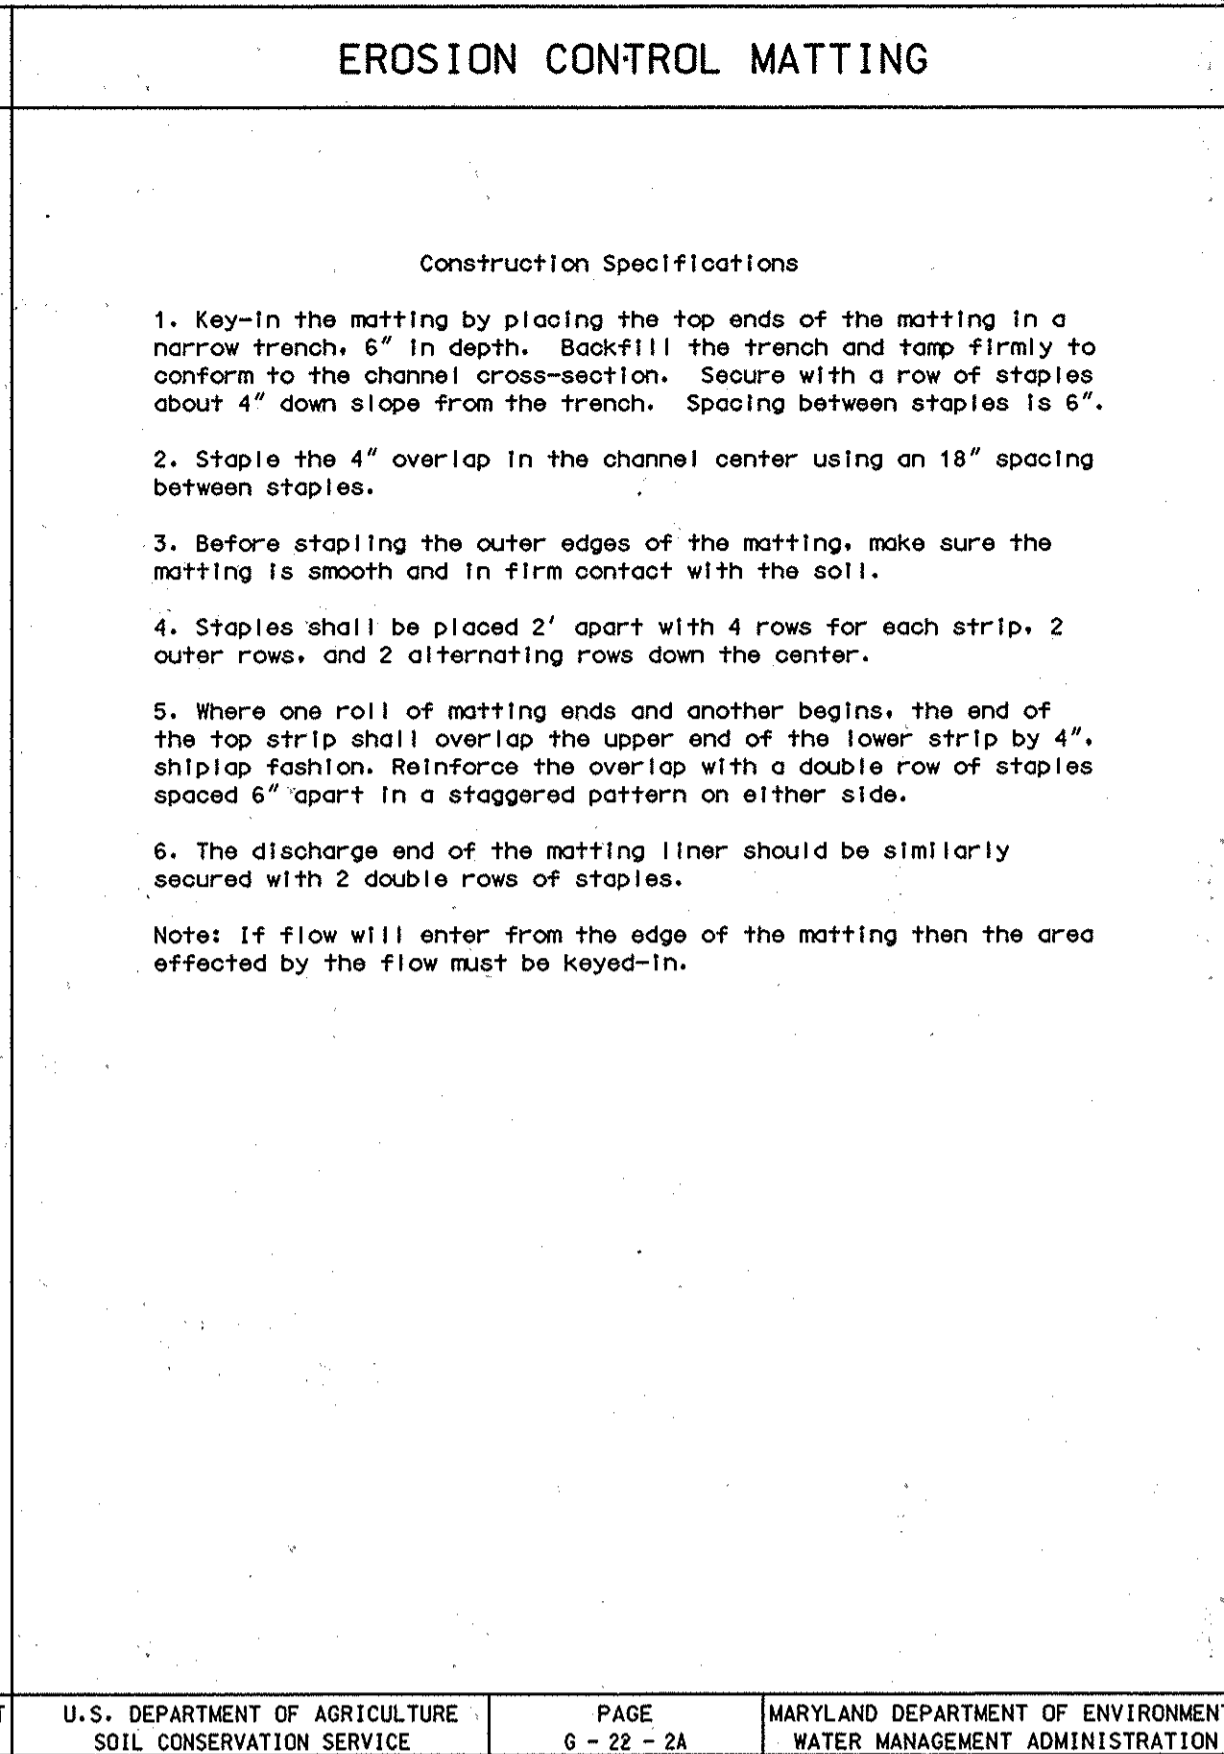 EROSION CONTROL MATTING
Construction Specifications
1. Key-in the matting by placing the top ends of the matting in a
narrow trench, 6" in depth.  Backfill the trench and tamp firmly to
conform to the channel cross-section.  Secure with a row of staples
about 4" down slope from the trench.  Spacing between staples is 6".
2. Staple the 4" overlap in the channel center using an 18" spacing
between staples.
3. Before stapling the outer edges of the matting, make sure the
matting is smooth and in firm contact with the soil.
4. Staples shall be placed 2' apart with 4 rows for each strip, 2
outer rows, and 2 alternating rows down the center.
5. Where one roll of matting ends and another begins, the end of
the top strip shall overlap the upper end of the lower strip by 4",
shiplap fashion. Reinforce the overlap with a double row of staples
spaced 6" apart in a staggered pattern on either side.
6. The discharge end of the matting liner should be similarly
secured with 2 double rows of staples.
Note: If flow will enter from the edge of the matting then the area
effected by the flow must be keyed-in.
T
U.S. DEPARTMENT OF AGRICULTURE
SOIL CONSERVATION SERVICE
PAGE
G - 22 - 2A
MARYLAND DEPARTMENT OF ENVIRONMENT
WATER MANAGEMENT ADMINISTRATION